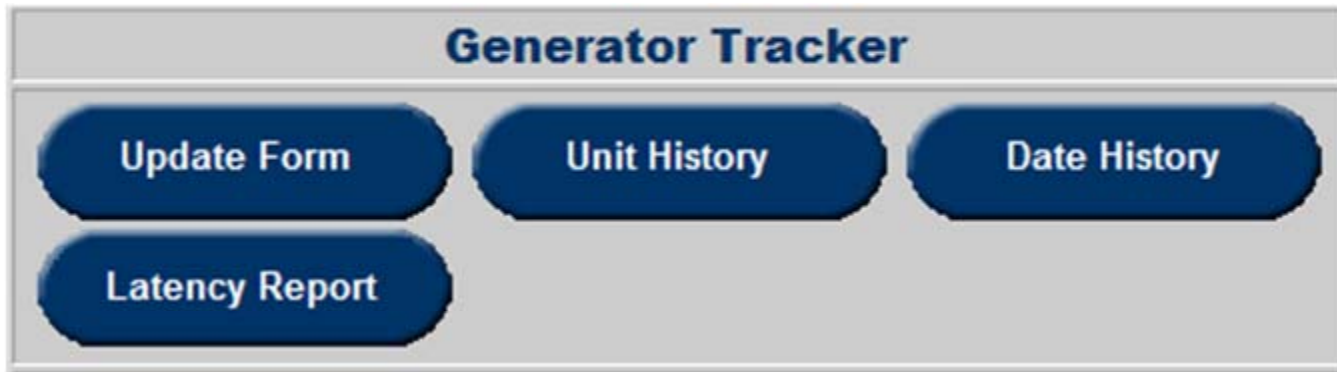 Generator Tracker
Update Form
Unit History
Date History
Latency Report